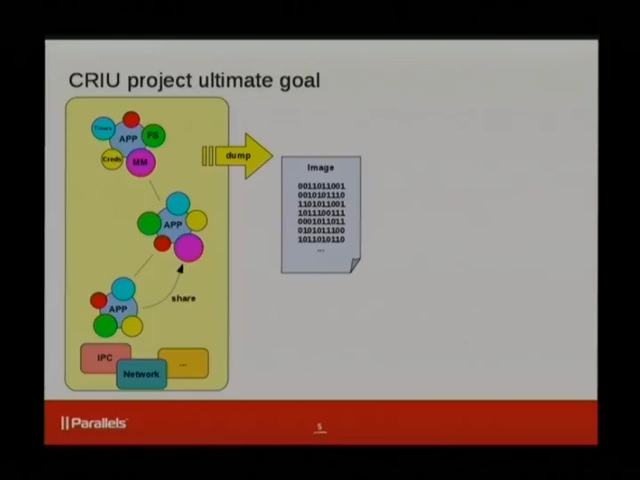 CRIU project ultimate goal
Timers
APP
FS
Creds
MM
dump
Image
0011011001
0010101110
1101011001
1011100111
0001011011
0101011100
1011010110
...
APP
share
APP
IPC
Network
...
Parallels
5